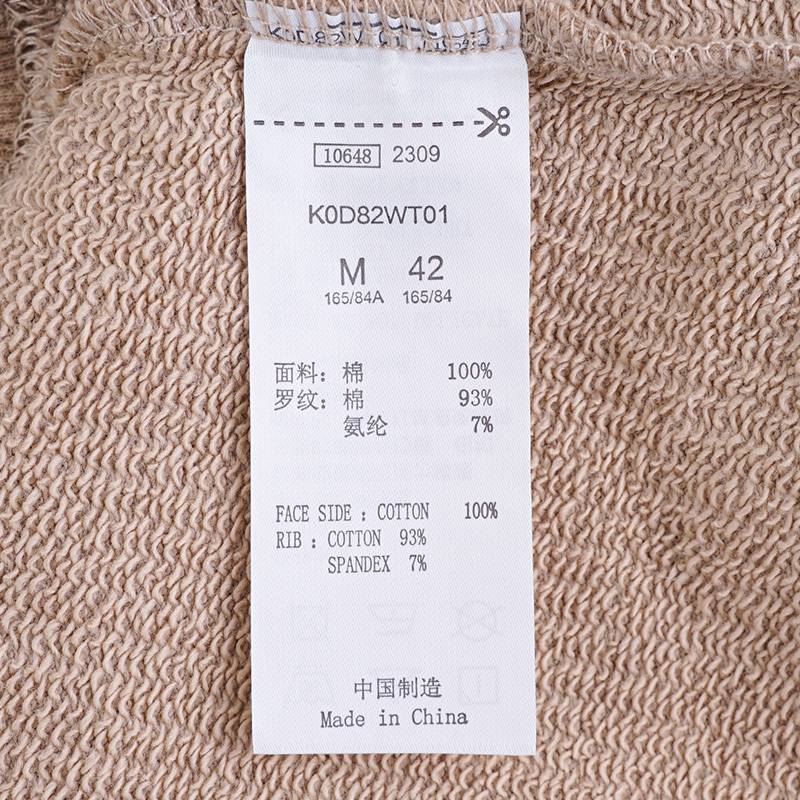 10648 2309
K0D82WT01
M 42
165/84A 165/84
面料：棉 100%
罗纹：棉 93%
氨纶 7%
FACE SIDE : COTTON 100%
RIB : COTTON 93%
SPANDEX 7%
中国制造
Made in China